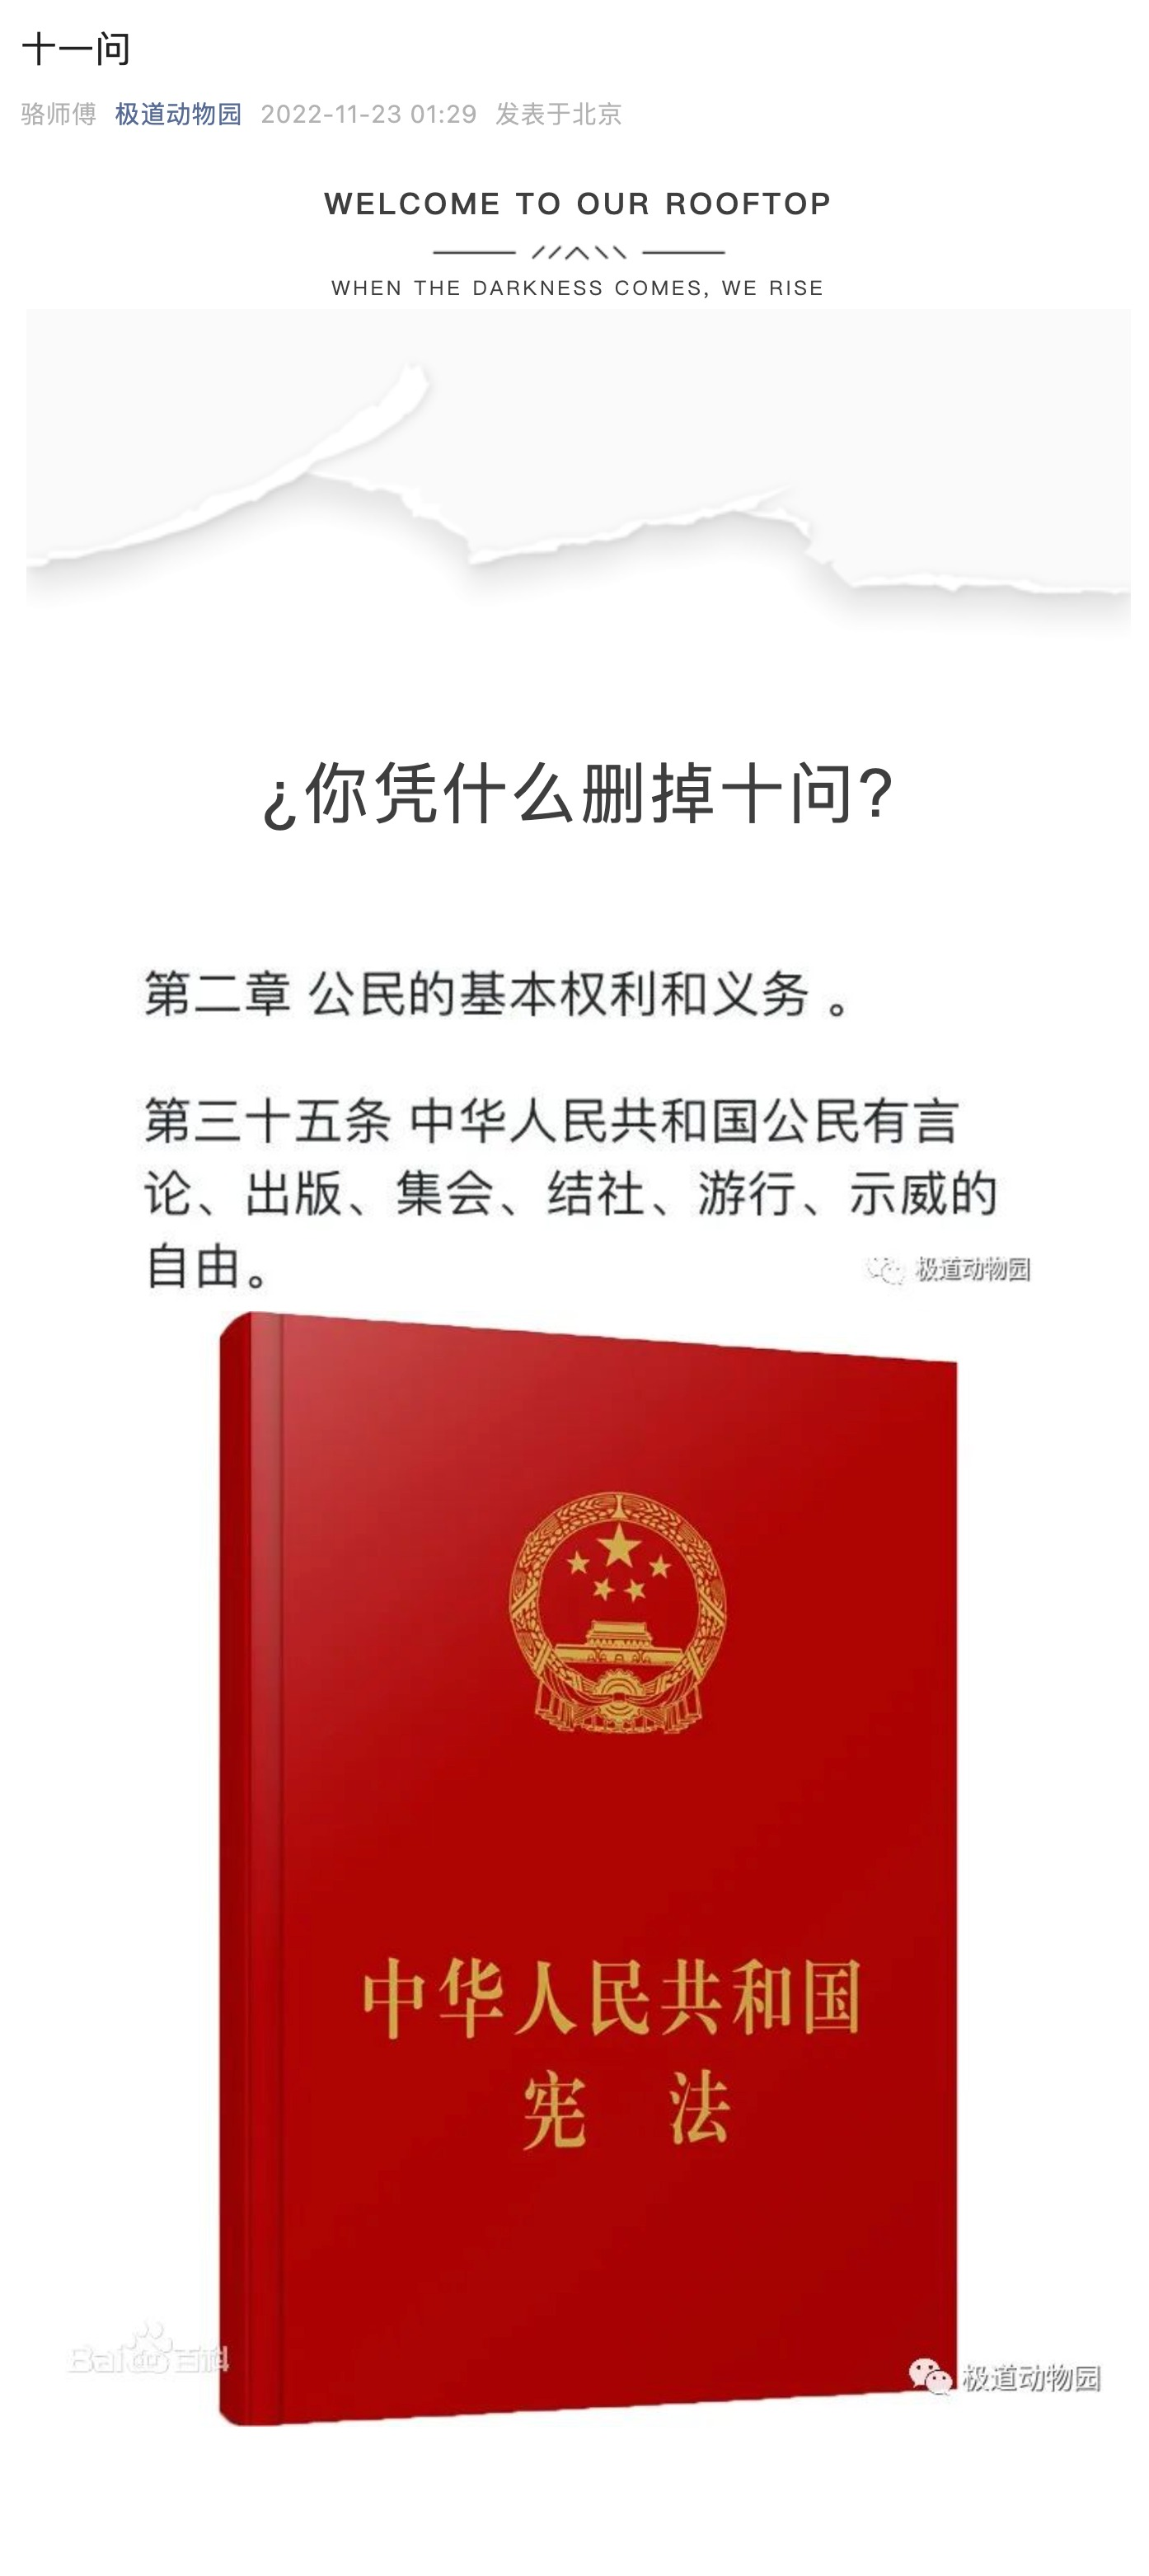 十一问
骆师傅 极道动物园 2022-11-23 01:29 发表于北京
WELCOME TO OUR ROOFTOP
WHEN THE DARKNESS COMES, WE RISE
¿你凭什么删掉十问?
第二章 公民的基本权利和义务 。
第三十五条 中华人民共和国公民有言
论、出版、集会、结社、游行、示威的
自由。
极道动物园
中华人民共和国
宪 法
Bai du 百科
极道动物园